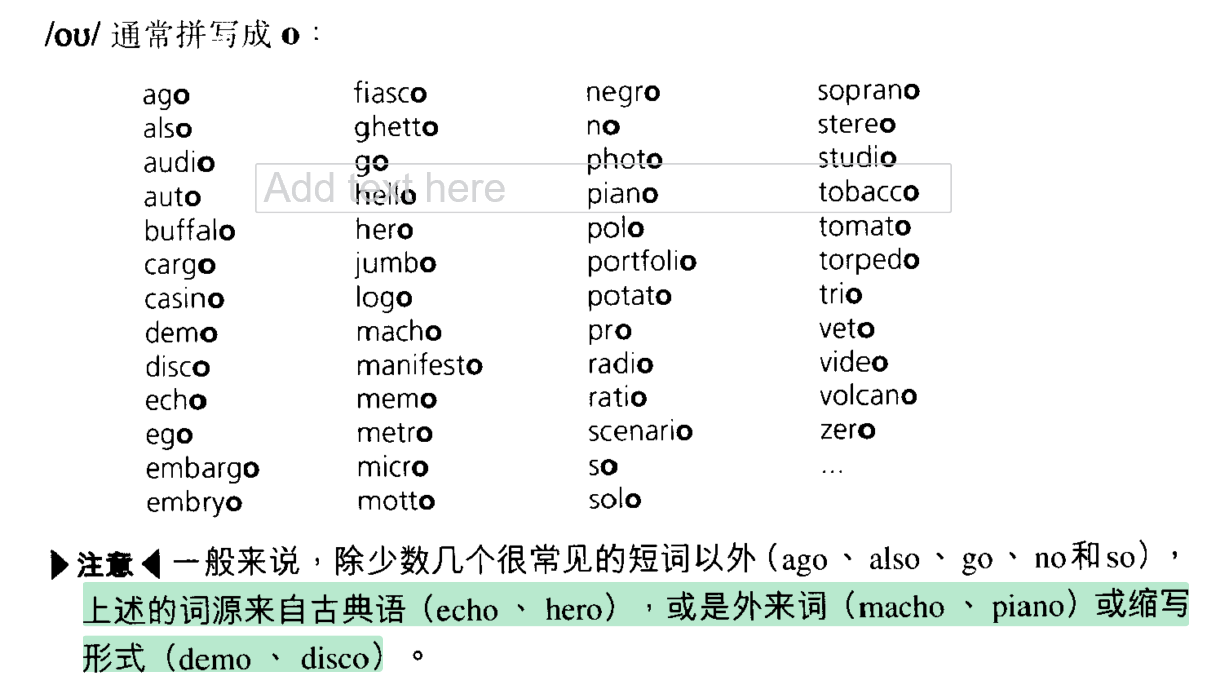 /oʊ/ 通常拼写成 o：
ago fiasco negro soprano
also ghetto no stereo
audio go photo studio
auto hello piano tobacco
Add text here
buffalo hero polo tomato
cargo jumbo portfolio torpedo
casino logo potato trio
demo macho pro veto
disco manifesto radio video
echo memo ratio volcano
ego metro scenario zero
embargo micro so ...
embryo motto solo
▶注意◀ 一般来说，除少数几个很常见的短词以外（ago、also、go、no和so），
上述的词源来自古典语（echo、hero），或是外来词（macho、piano）或缩写
形式（demo、disco）。